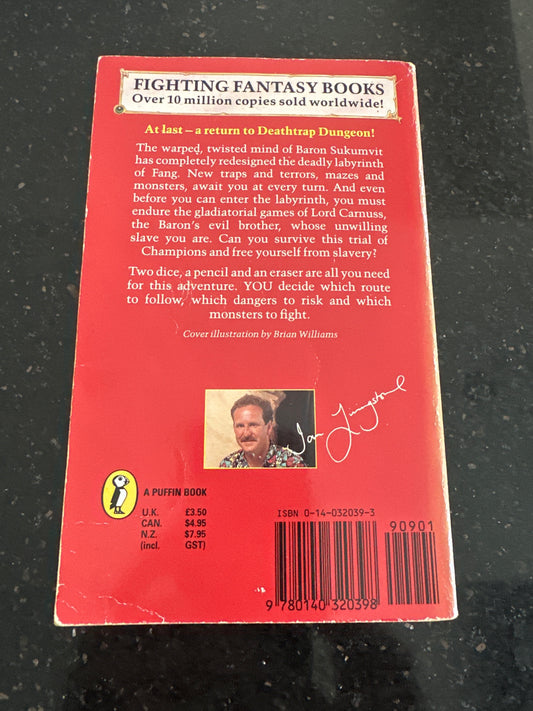 FIGHTING FANTASY BOOKS
Over 10 million copies sold worldwide!
At last – a return to Deathtrap Dungeon!
The warped, twisted mind of Baron Sukumvit
has completely redesigned the deadly labyrinth
of Fang. New traps and terrors, mazes and
monsters, await you at every turn. And even
before you can enter the labyrinth, you must
endure the gladiatorial games of Lord Carnuss,
the Baron's evil brother, whose unwilling
slave you are. Can you survive this trial of
Champions and free yourself from slavery?
Two dice, a pencil and an eraser are all you need
for this adventure. YOU decide which route
to follow, which dangers to risk and which
monsters to fight.
Cover illustration by Brian Williams
Ian Livingstone
A PUFFIN BOOK
U.K. £3.50
CAN. $4.95
N.Z. $7.95
(incl. GST)
ISBN 0-14-032039-3
90901
9 780140 320398